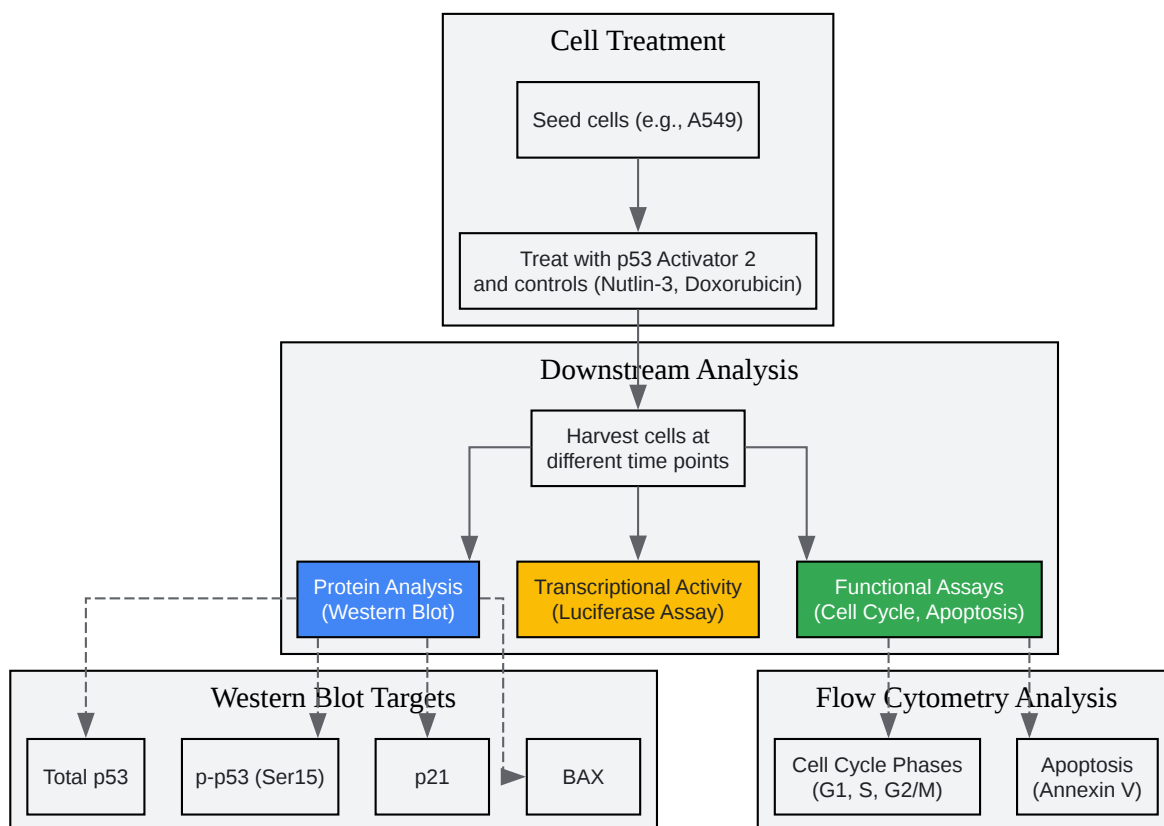 Cell Treatment
Seed cells (e.g., A549)
Treat with p53 Activator 2
and controls (Nutlin-3, Doxorubicin)
Downstream Analysis
Harvest cells at
different time points
Protein Analysis
(Western Blot)
Transcriptional Activity
(Luciferase Assay)
Functional Assays
(Cell Cycle, Apoptosis)
Western Blot Targets
Total p53
p-p53 (Ser15)
p21
BAX
Flow Cytometry Analysis
Cell Cycle Phases
(G1, S, G2/M)
Apoptosis
(Annexin V)